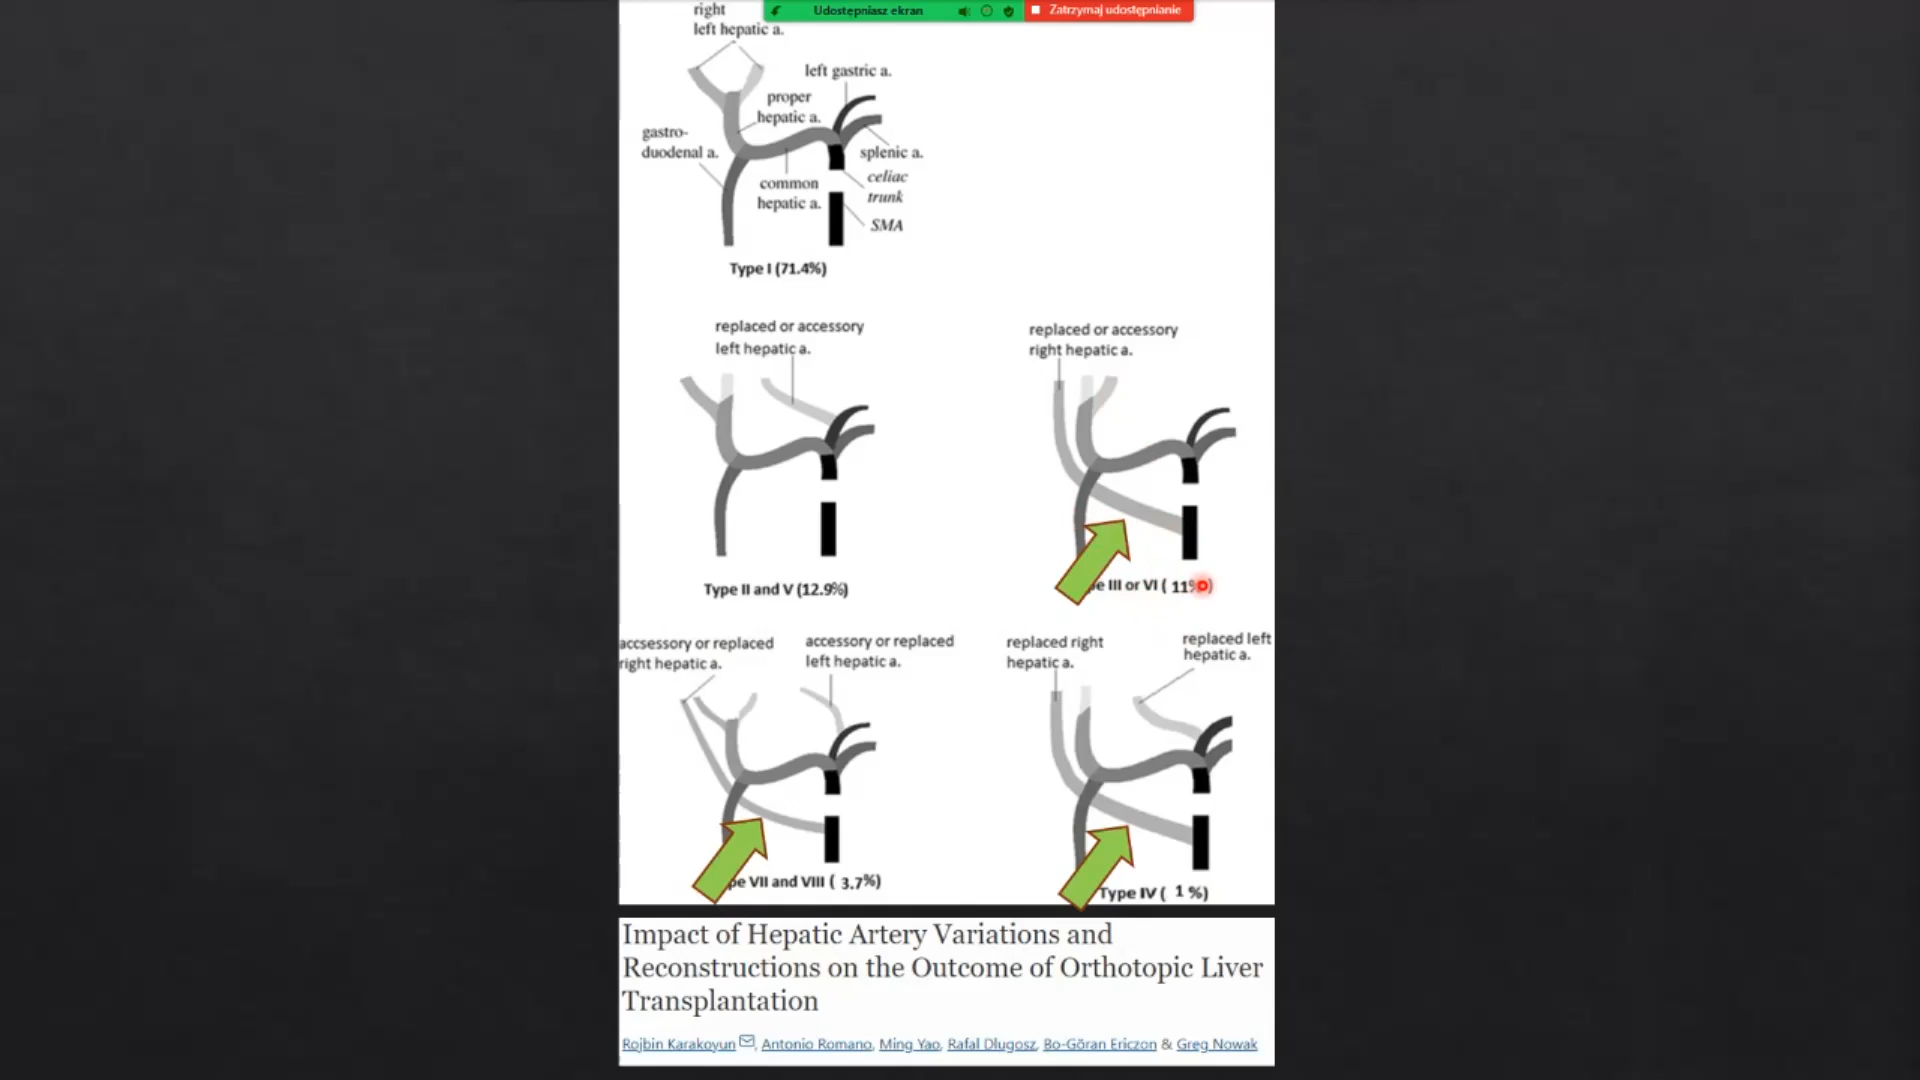 Udostępniasz ekran
Zatrzymaj udostępnianie
right
left hepatic a.
left gastric a.
proper
hepatic a.
gastro-
duodenal a.
splenic a.
celiac
trunk
common
hepatic a.
SMA
Type I (71.4%)
replaced or accessory
left hepatic a.
replaced or accessory
right hepatic a.
Type II and V (12.9%)
e III or VI ( 11%)
accsessory or replaced
right hepatic a.
accessory or replaced
left hepatic a.
replaced right
hepatic a.
replaced left
hepatic a.
pe VII and VIII ( 3.7%)
Type IV ( 1 %)
Impact of Hepatic Artery Variations and
Reconstructions on the Outcome of Orthotopic Liver
Transplantation
Rojbin Karakoyun, Antonio Romano, Ming Yao, Rafal Dlugosz, Bo-Göran Ericzon & Greg Nowak